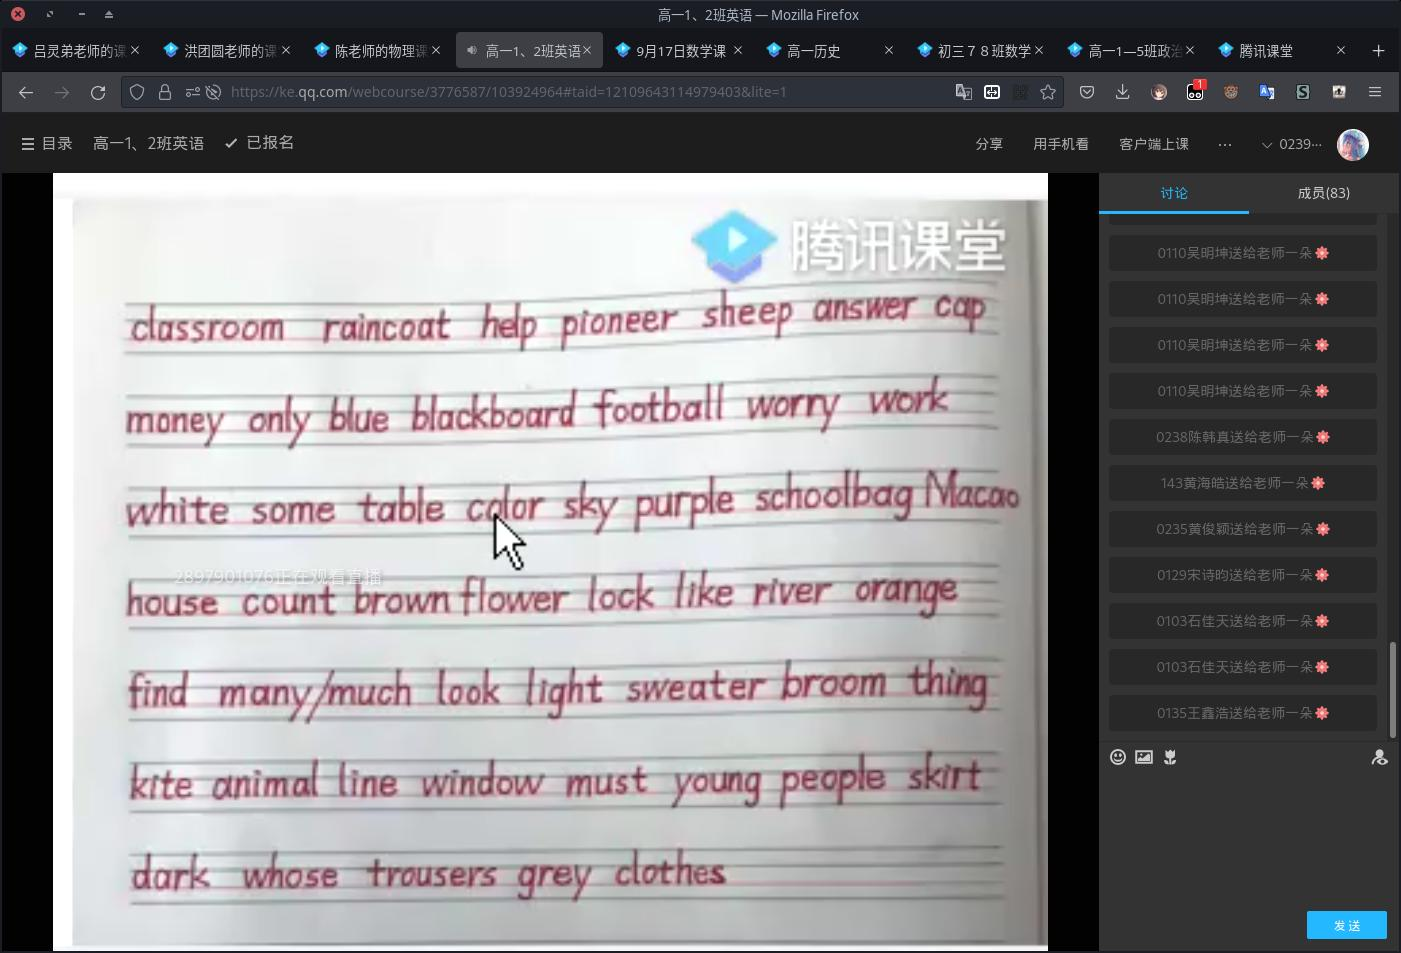 高一1、2班英语 — Mozilla Firefox
吕灵弟老师的课
洪团圆老师的课
陈老师的物理课
高一1、2班英语
9月17日数学课
高一历史
初三７８班数学
高一1—5班政治
腾讯课堂
https://ke.qq.com/webcourse/3776587/103924964#taid=12109643114979403&lite=1
1
目录 高一1、2班英语 已报名
分享 用手机看 客户端上课 ··· 0239···
腾讯课堂
classroom raincoat help pioneer sheep answer cap
money only blue blackboard football worry work
white some table color sky purple schoolbag Macao
2897901076正在观看直播
house count brown flower lock like river orange
find many/much look light sweater broom thing
kite animal line window must young people skirt
dark whose trousers grey clothes
讨论 成员(83)
0110吴明坤送给老师一朵
0110吴明坤送给老师一朵
0110吴明坤送给老师一朵
0110吴明坤送给老师一朵
0238陈韩真送给老师一朵
143黄海皓送给老师一朵
0235黄俊颖送给老师一朵
0129宋诗昀送给老师一朵
0103石佳天送给老师一朵
0103石佳天送给老师一朵
0135王鑫浩送给老师一朵
发送